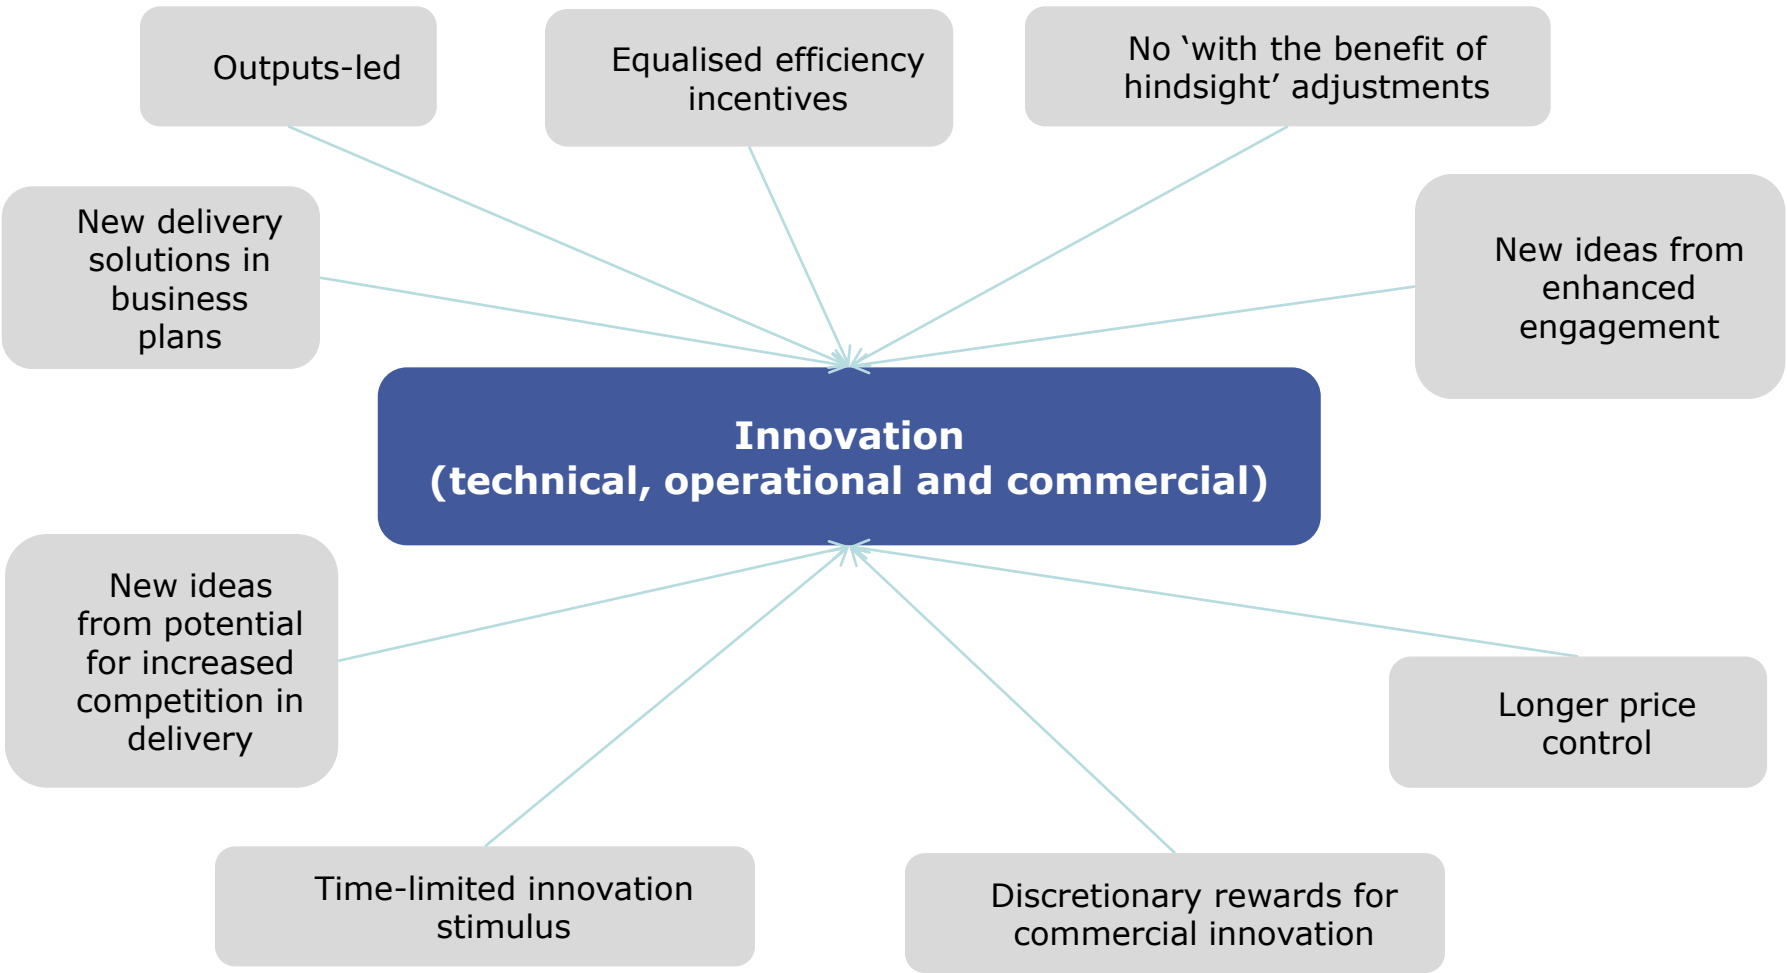 Outputs-led
Equalised efficiency
incentives
No ‘with the benefit of
hindsight’ adjustments
New delivery
solutions in
business
plans
New ideas from
enhanced
engagement
Innovation
(technical, operational and commercial)
New ideas
from potential
for increased
competition in
delivery
Longer price
control
Time-limited innovation
stimulus
Discretionary rewards for
commercial innovation